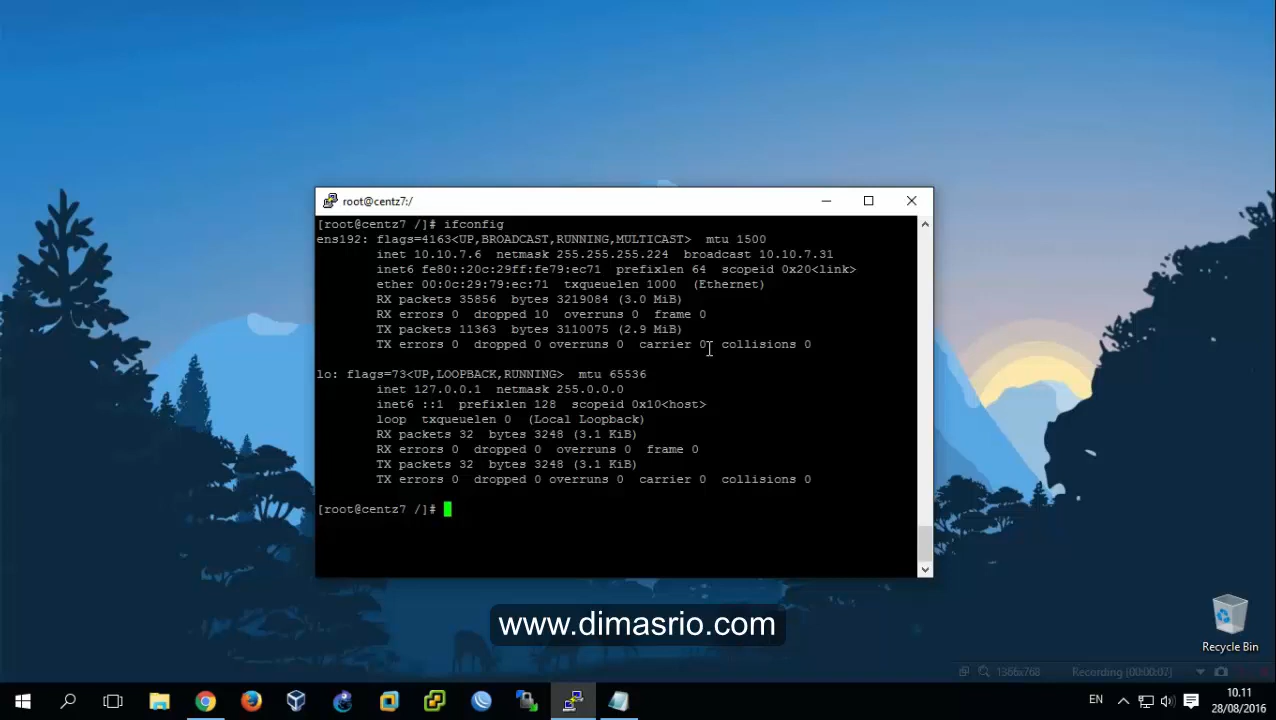 root@centz7:/
[root@centz7 /]# ifconfig
ens192: flags=4163<UP,BROADCAST,RUNNING,MULTICAST>  mtu 1500
        inet 10.10.7.6  netmask 255.255.255.224  broadcast 10.10.7.31
        inet6 fe80::20c:29ff:fe79:ec71  prefixlen 64  scopeid 0x20<link>
        ether 00:0c:29:79:ec:71  txqueuelen 1000  (Ethernet)
        RX packets 35856  bytes 3219084 (3.0 MiB)
        RX errors 0  dropped 10  overruns 0  frame 0
        TX packets 11363  bytes 3110075 (2.9 MiB)
        TX errors 0  dropped 0 overruns 0  carrier 0  collisions 0
lo: flags=73<UP,LOOPBACK,RUNNING>  mtu 65536
        inet 127.0.0.1  netmask 255.0.0.0
        inet6 ::1  prefixlen 128  scopeid 0x10<host>
        loop  txqueuelen 0  (Local Loopback)
        RX packets 32  bytes 3248 (3.1 KiB)
        RX errors 0  dropped 0  overruns 0  frame 0
        TX packets 32  bytes 3248 (3.1 KiB)
        TX errors 0  dropped 0 overruns 0  carrier 0  collisions 0
[root@centz7 /]#
www.dimasrio.com
Recycle Bin
1366x768 Recording (00:00:07)
EN
10.11
28/08/2016